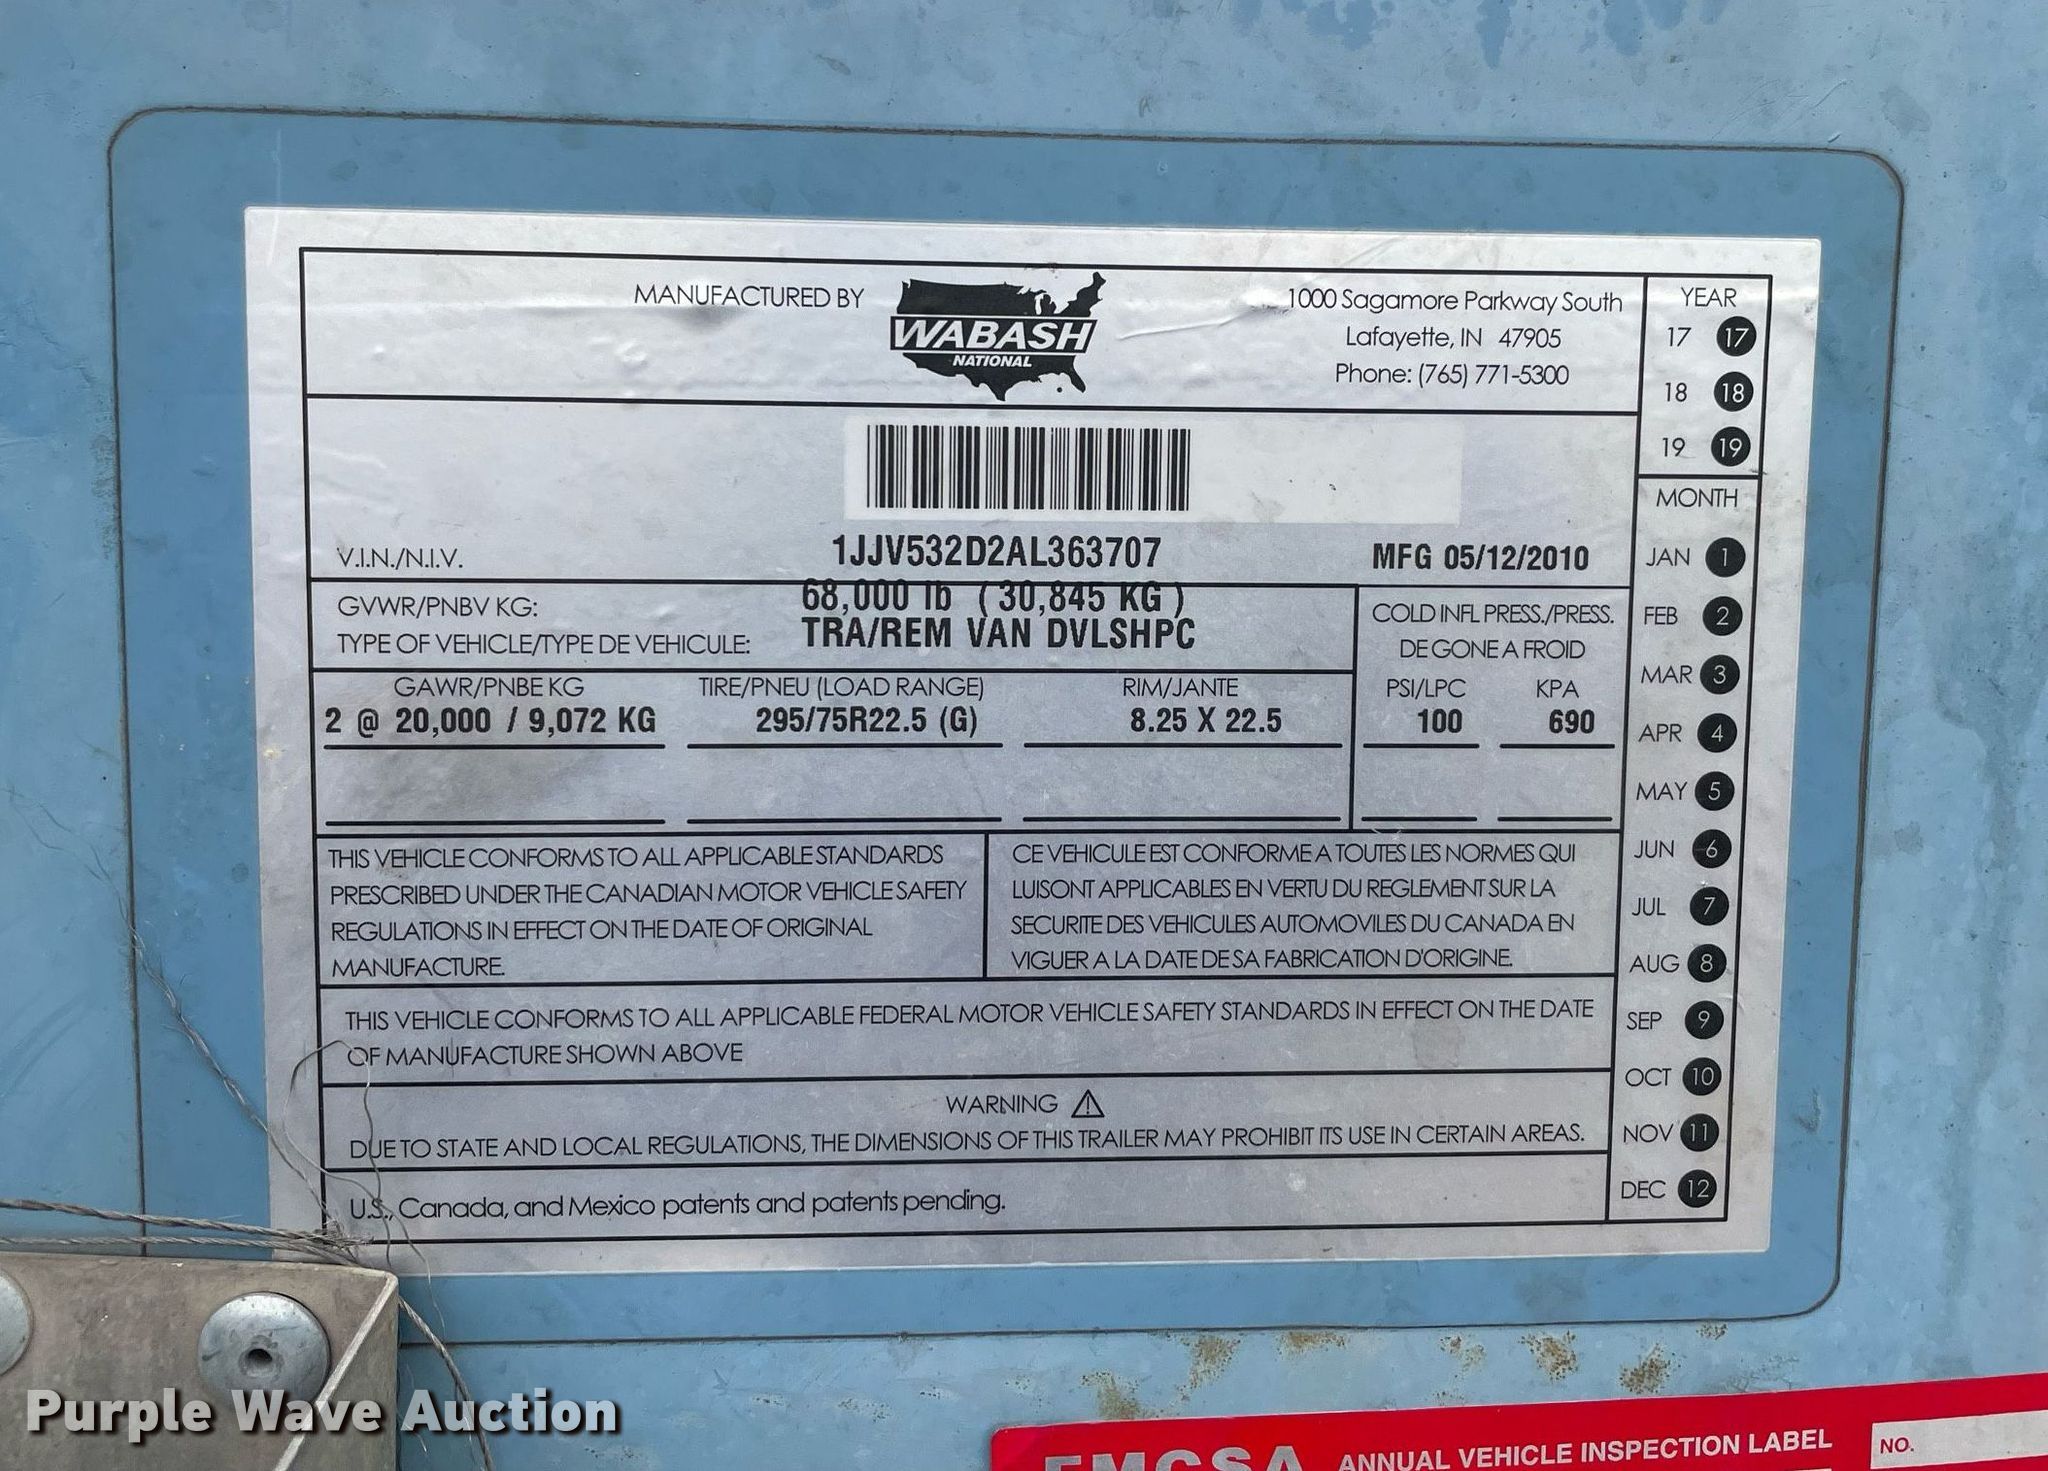 MANUFACTURED BY
WABASH
NATIONAL
1000 Sagamore Parkway South
Lafayette, IN 47905
Phone: (765) 771-5300
YEAR
17 17
18 18
19 19
V.I.N./N.I.V.
1JJV532D2AL363707
MFG 05/12/2010
GVWR/PNBV KG:
68,000 lb ( 30,845 KG )
TYPE OF VEHICLE/TYPE DE VEHICULE:
TRA/REM VAN DVLSHPC
COLD INFL PRESS./PRESS.
DE GONE A FROID
GAWR/PNBE KG
TIRE/PNEU (LOAD RANGE)
RIM/JANTE
PSI/LPC
KPA
2 @ 20,000 / 9,072 KG
295/75R22.5 (G)
8.25 X 22.5
100
690
THIS VEHICLE CONFORMS TO ALL APPLICABLE STANDARDS
PRESCRIBED UNDER THE CANADIAN MOTOR VEHICLE SAFETY
REGULATIONS IN EFFECT ON THE DATE OF ORIGINAL
MANUFACTURE.
CE VEHICULE EST CONFORME A TOUTES LES NORMES QUI
LUISONT APPLICABLES EN VERTU DU REGLEMENT SUR LA
SECURITE DES VEHICULES AUTOMOVILES DU CANADA EN
VIGUER A LA DATE DE SA FABRICATION D'ORIGINE.
THIS VEHICLE CONFORMS TO ALL APPLICABLE FEDERAL MOTOR VEHICLE SAFETY STANDARDS IN EFFECT ON THE DATE
OF MANUFACTURE SHOWN ABOVE
WARNING
DUE TO STATE AND LOCAL REGULATIONS, THE DIMENSIONS OF THIS TRAILER MAY PROHIBIT ITS USE IN CERTAIN AREAS.
U.S., Canada, and Mexico patents and patents pending.
MONTH
JAN 1
FEB 2
MAR 3
APR 4
MAY 5
JUN 6
JUL 7
AUG 8
SEP 9
OCT 10
NOV 11
DEC 12
Purple Wave Auction
FMCSA ANNUAL VEHICLE INSPECTION LABEL
NO.